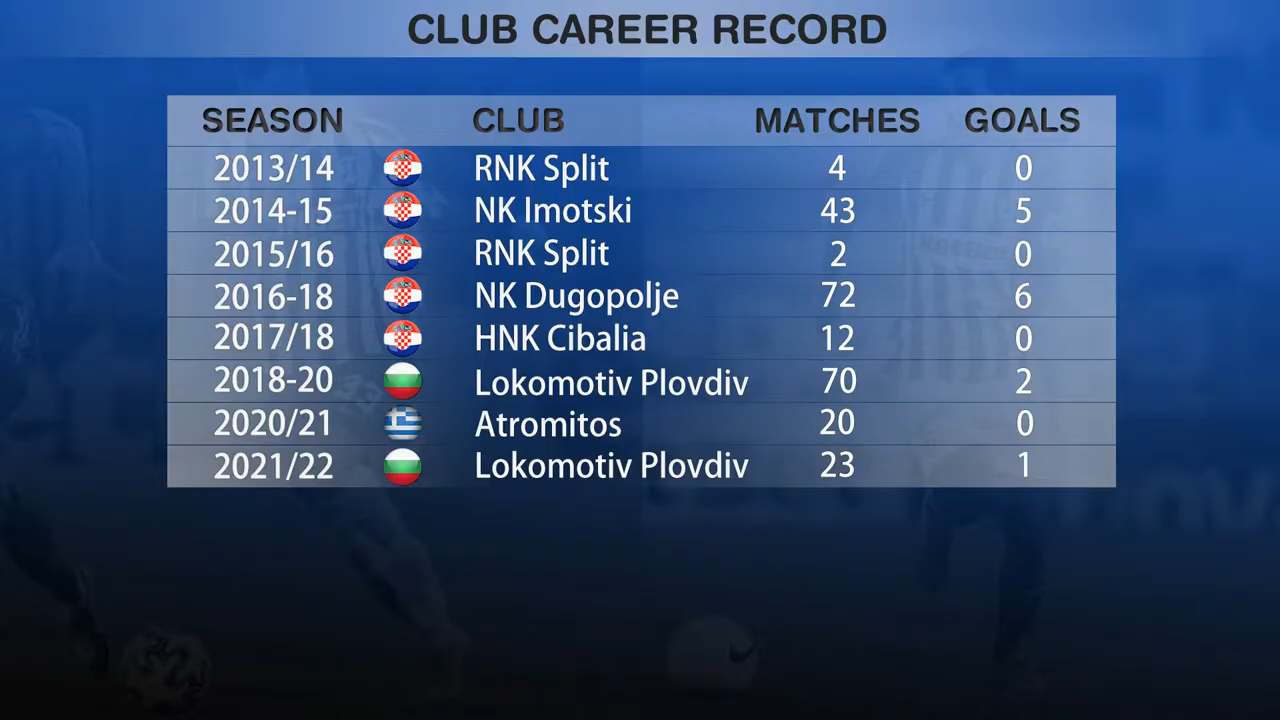 CLUB CAREER RECORD
SEASON CLUB MATCHES GOALS
2013/14 RNK Split 4 0
2014-15 NK Imotski 43 5
2015/16 RNK Split 2 0
2016-18 NK Dugopolje 72 6
2017/18 HNK Cibalia 12 0
2018-20 Lokomotiv Plovdiv 70 2
2020/21 Atromitos 20 0
2021/22 Lokomotiv Plovdiv 23 1